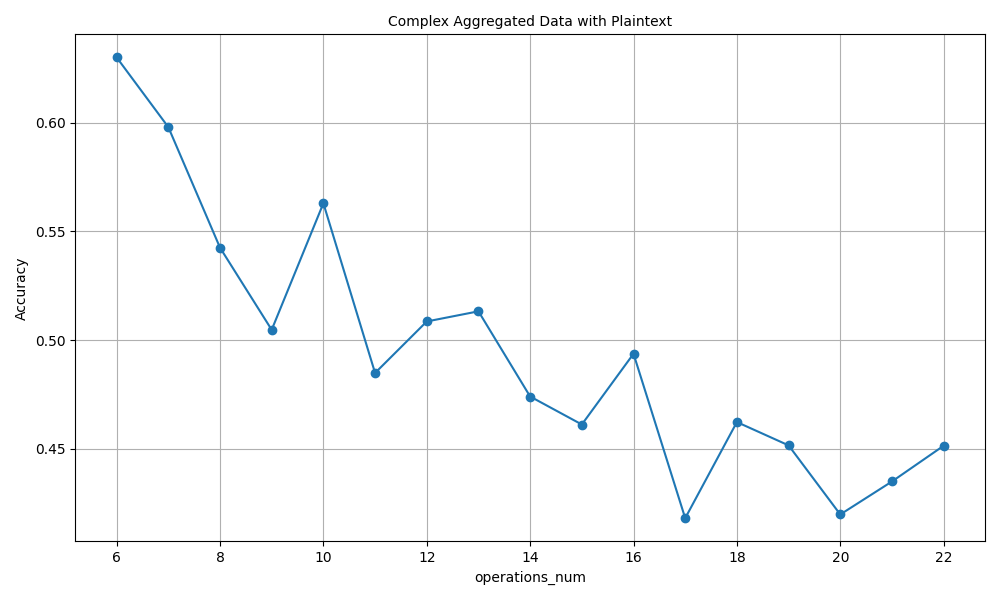 Complex Aggregated Data with Plaintext
0.60
0.55
0.50
0.45
Accuracy
6 8 10 12 14 16 18 20 22
operations_num